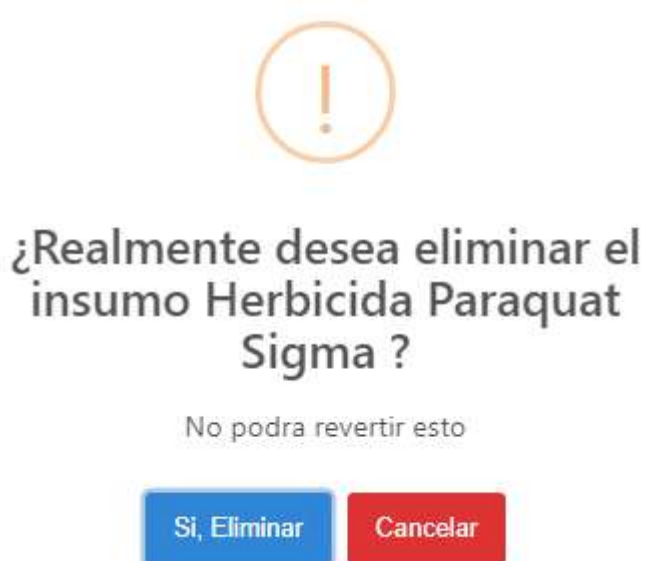 ¿Realmente desea eliminar el
insumo Herbicida Paraquat
Sigma ?
No podra revertir esto
Si, Eliminar
Cancelar